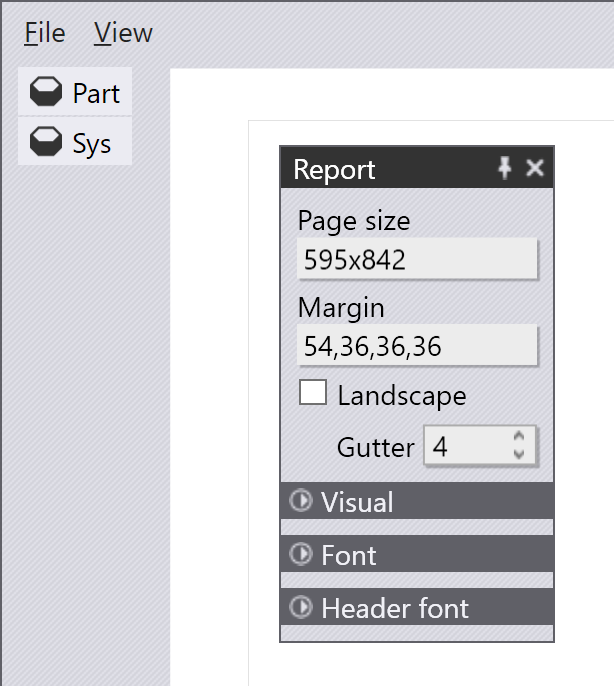 File View
Part
Sys
Report
Page size
595x842
Margin
54,36,36,36
Landscape
Gutter 4
Visual
Font
Header font